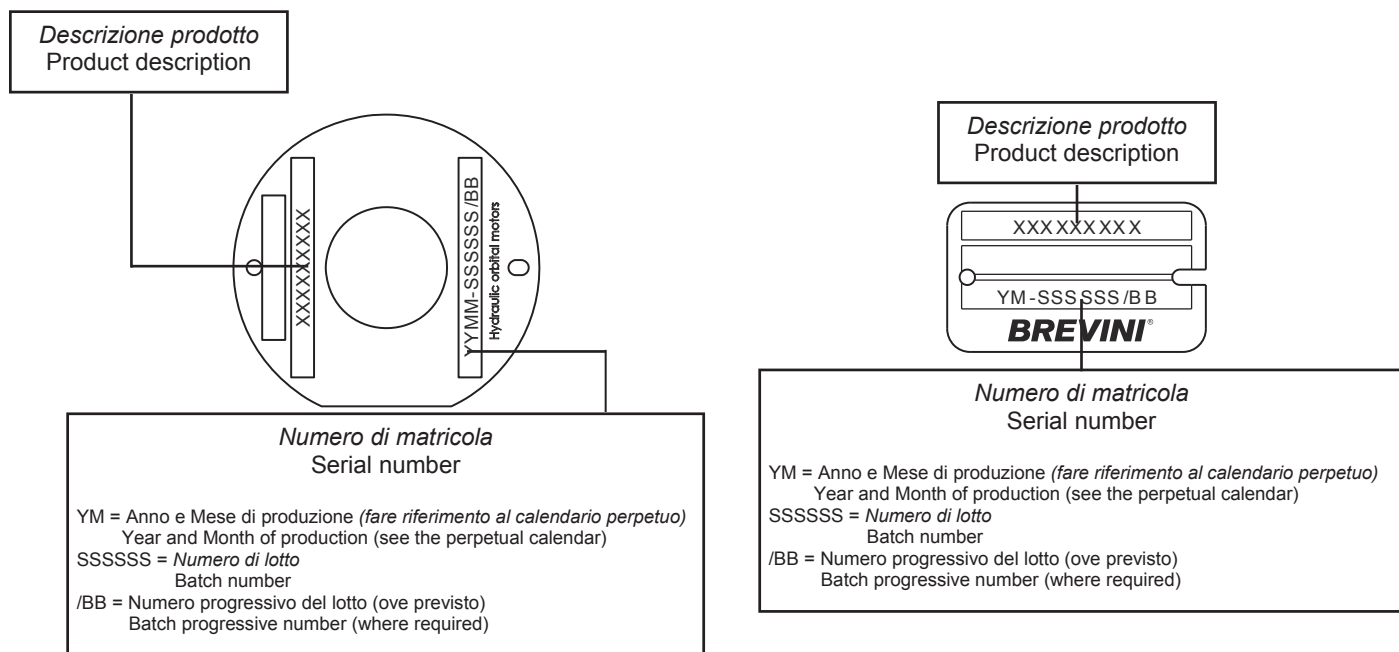 Descrizione prodotto
Product description
XXXXXXXXX
YYMM-SSSSSS/BB
Hydraulic orbital motors
Numero di matricola
Serial number
YM = Anno e Mese di produzione (fare riferimento al calendario perpetuo)
Year and Month of production (see the perpetual calendar)
SSSSSS = Numero di lotto
Batch number
/BB = Numero progressivo del lotto (ove previsto)
Batch progressive number (where required)
Descrizione prodotto
Product description
XXX XXX XXX
YM-SSSSSS/BB
BREVINI®
Numero di matricola
Serial number
YM = Anno e Mese di produzione (fare riferimento al calendario perpetuo)
Year and Month of production (see the perpetual calendar)
SSSSSS = Numero di lotto
Batch number
/BB = Numero progressivo del lotto (ove previsto)
Batch progressive number (where required)